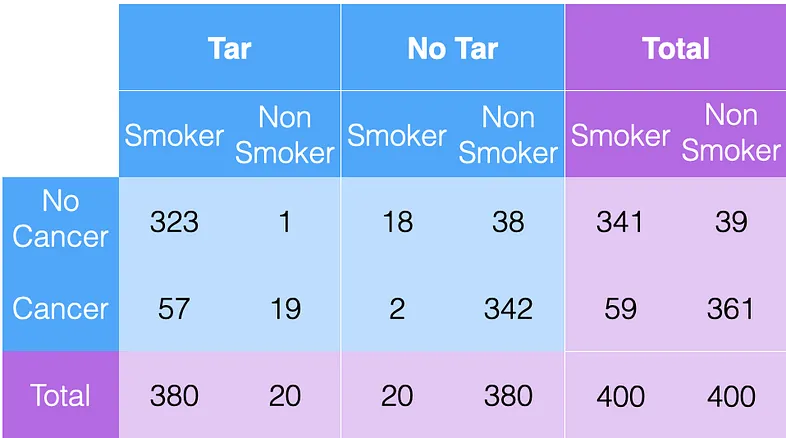 Tar No Tar Total
Smoker Non Smoker Smoker Non Smoker Smoker Non Smoker
No Cancer 323 1 18 38 341 39
Cancer 57 19 2 342 59 361
Total 380 20 20 380 400 400